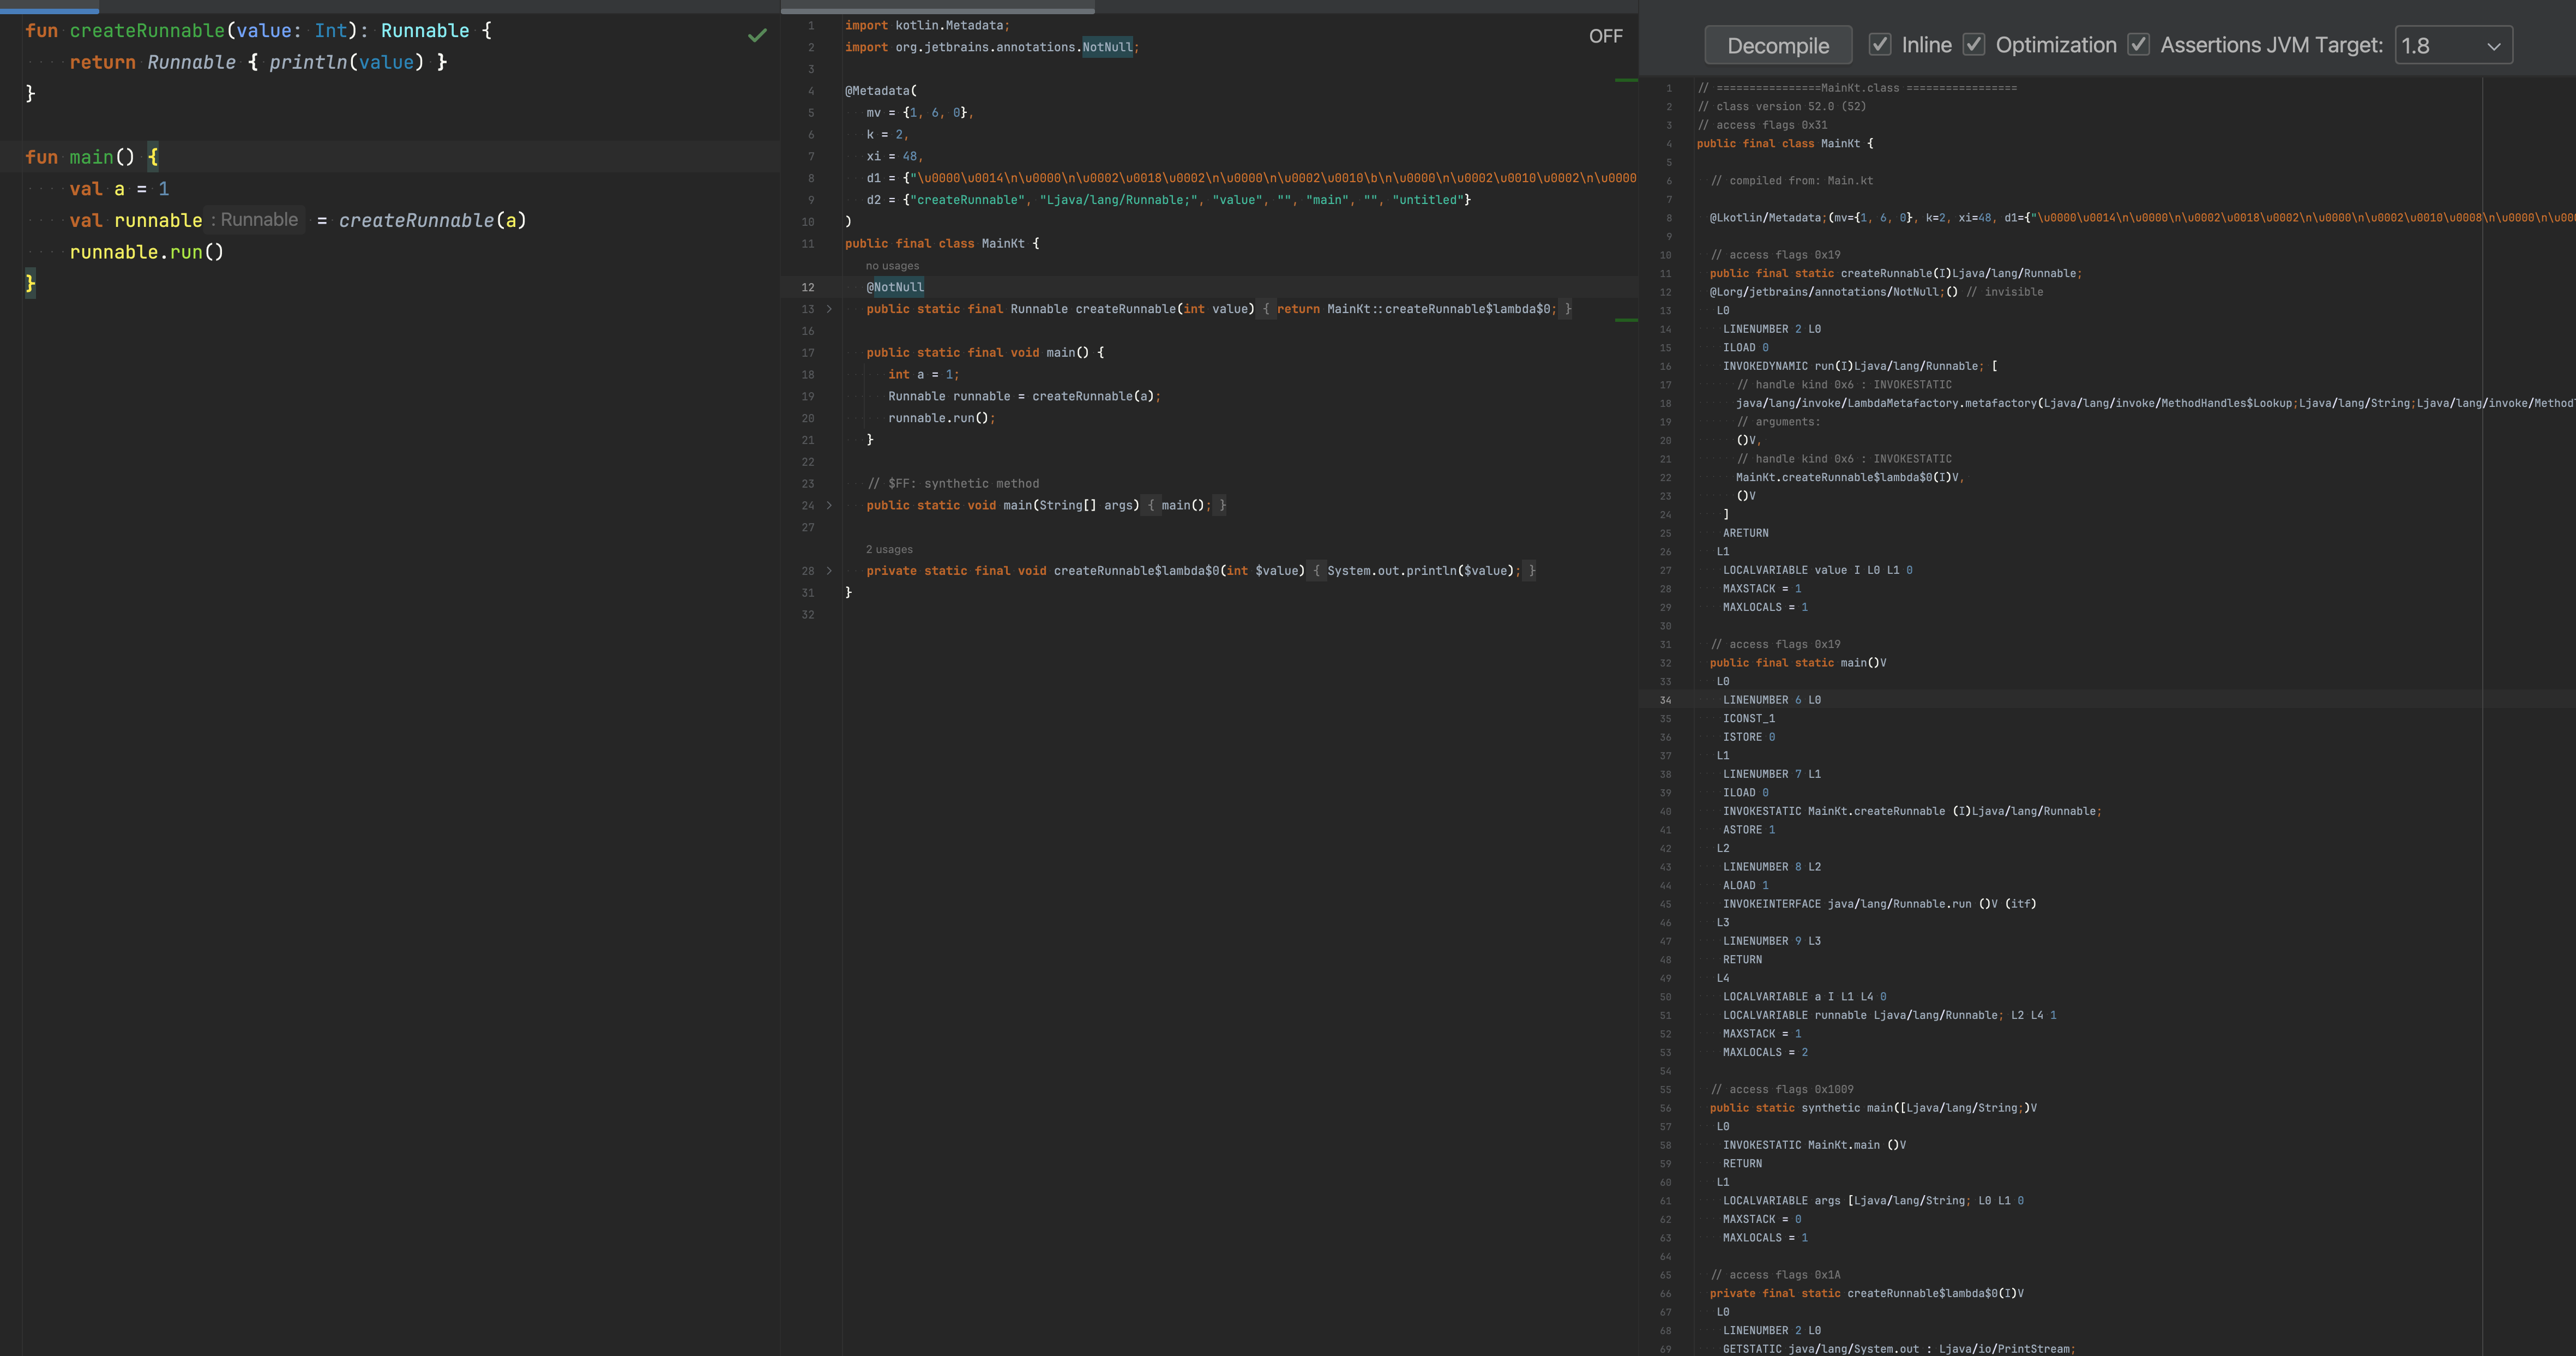 fun createRunnable(value: Int): Runnable {
    return Runnable { println(value) }
}
fun main() {
    val a = 1
    val runnable : Runnable = createRunnable(a)
    runnable.run()
}
OFF
1 import kotlin.Metadata;
2 import org.jetbrains.annotations.NotNull;
3
4 @Metadata(
5    mv = {1, 6, 0},
6    k = 2,
7    xi = 48,
8    d1 = {"\u0000\u0014\n\u0000\n\u0002\u0018\u0002\n\u0000\n\u0002\u0010\b\n\u0000\n\u0002\u0010\u0002\n\u0000
9    d2 = {"createRunnable", "Ljava/lang/Runnable;", "value", "", "main", "", "untitled"}
10 )
11 public final class MainKt {
no usages
12    @NotNull
13    public static final Runnable createRunnable(int value) { return MainKt::createRunnable$lambda$0; }
16
17    public static final void main() {
18       int a = 1;
19       Runnable runnable = createRunnable(a);
20       runnable.run();
21    }
22
23    // $FF: synthetic method
24    public static void main(String[] args) { main(); }
27
2 usages
28    private static final void createRunnable$lambda$0(int $value) { System.out.println($value); }
31 }
32
Decompile Inline Optimization Assertions JVM Target: 1.8
1 // ================MainKt.class =================
2 // class version 52.0 (52)
3 // access flags 0x31
4 public final class MainKt {
5
6   // compiled from: Main.kt
7
8   @Lkotlin/Metadata;(mv={1, 6, 0}, k=2, xi=48, d1={"\u0000\u0014\n\u0000\n\u0002\u0018\u0002\n\u0000\n\u0002\u0010\u0008\n\u0000\n\u00
9
10   // access flags 0x19
11   public final static createRunnable(I)Ljava/lang/Runnable;
12   @Lorg/jetbrains/annotations/NotNull;() // invisible
13    L0
14     LINENUMBER 2 L0
15     ILOAD 0
16     INVOKEDYNAMIC run(I)Ljava/lang/Runnable; [
17       // handle kind 0x6 : INVOKESTATIC
18       java/lang/invoke/LambdaMetafactory.metafactory(Ljava/lang/invoke/MethodHandles$Lookup;Ljava/lang/String;Ljava/lang/invoke/Method
19       // arguments:
20       ()V,
21       // handle kind 0x6 : INVOKESTATIC
22       MainKt.createRunnable$lambda$0(I)V,
23       ()V
24     ]
25     ARETURN
26    L1
27     LOCALVARIABLE value I L0 L1 0
28     MAXSTACK = 1
29     MAXLOCALS = 1
30
31   // access flags 0x19
32   public final static main()V
33    L0
34     LINENUMBER 6 L0
35     ICONST_1
36     ISTORE 0
37    L1
38     LINENUMBER 7 L1
39     ILOAD 0
40     INVOKESTATIC MainKt.createRunnable (I)Ljava/lang/Runnable;
41     ASTORE 1
42    L2
43     LINENUMBER 8 L2
44     ALOAD 1
45     INVOKEINTERFACE java/lang/Runnable.run ()V (itf)
46    L3
47     LINENUMBER 9 L3
48     RETURN
49    L4
50     LOCALVARIABLE a I L1 L4 0
51     LOCALVARIABLE runnable Ljava/lang/Runnable; L2 L4 1
52     MAXSTACK = 1
53     MAXLOCALS = 2
54
55   // access flags 0x1009
56   public static synthetic main([Ljava/lang/String;)V
57    L0
58     INVOKESTATIC MainKt.main ()V
59     RETURN
60    L1
61     LOCALVARIABLE args [Ljava/lang/String; L0 L1 0
62     MAXSTACK = 0
63     MAXLOCALS = 1
64
65   // access flags 0x1A
66   private final static createRunnable$lambda$0(I)V
67    L0
68     LINENUMBER 2 L0
69     GETSTATIC java/lang/System.out : Ljava/io/PrintStream;